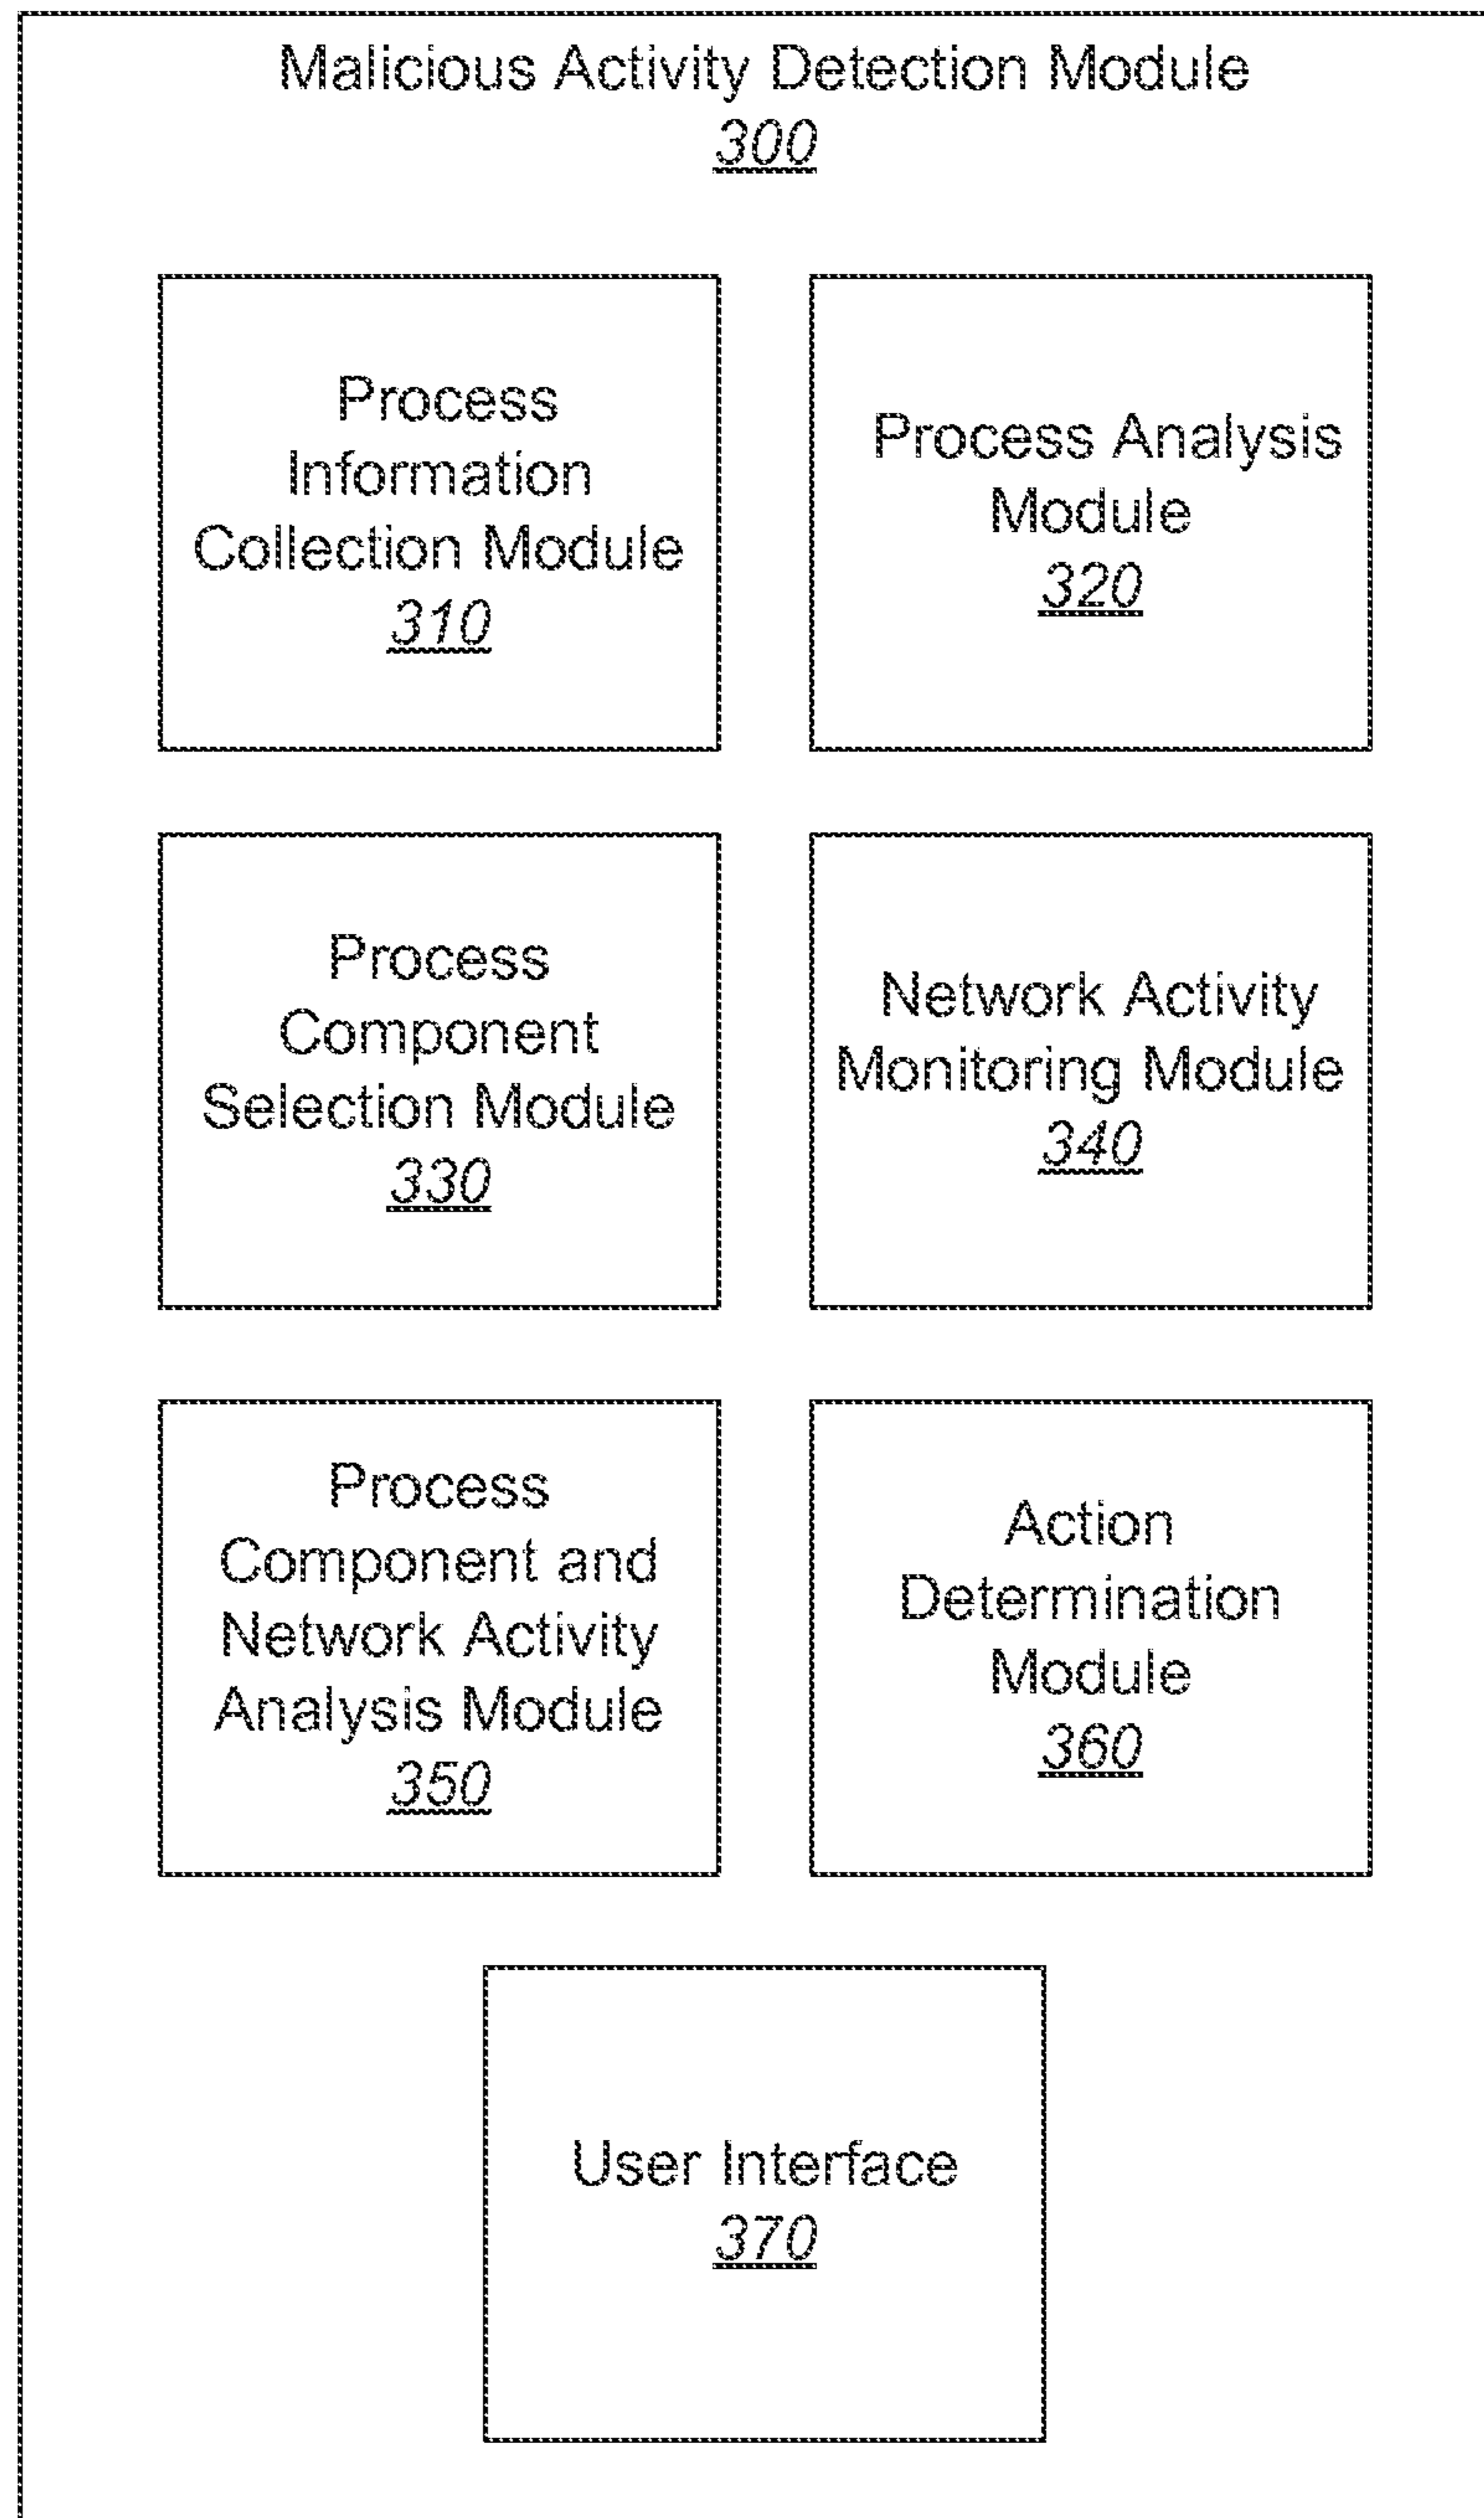 Malicious Activity Detection Module
300
Process
Information
Collection Module
310
Process Analysis
Module
320
Process
Component
Selection Module
330
Network Activity
Monitoring Module
340
Process
Component and
Network Activity
Analysis Module
350
Action
Determination
Module
360
User Interface
370